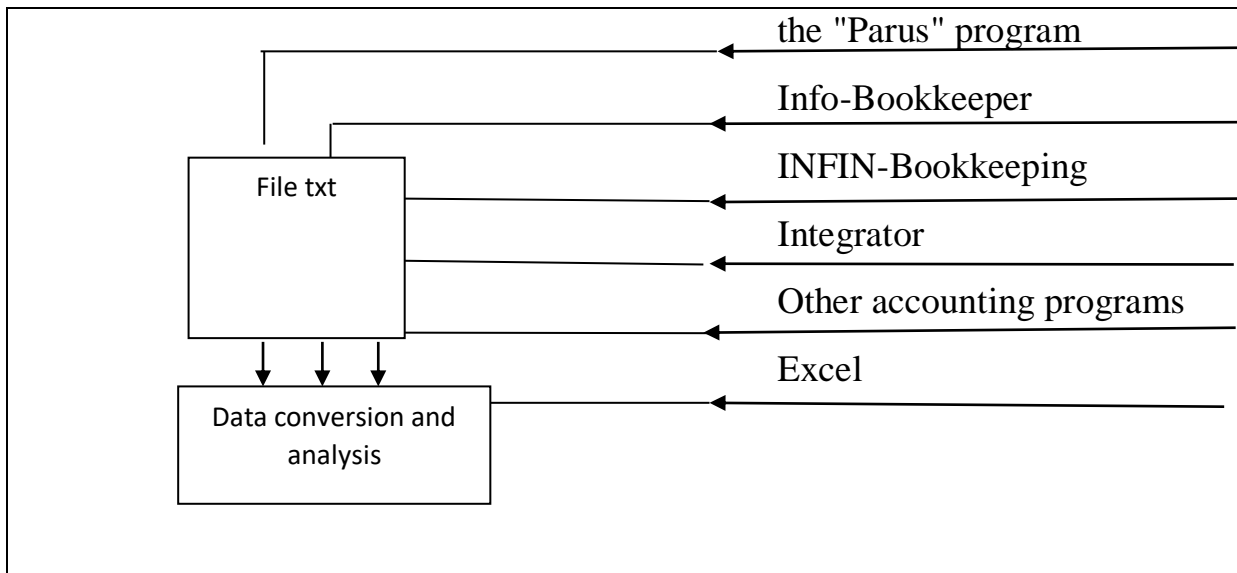 the "Parus" program
Info-Bookkeeper
INFIN-Bookkeeping
File txt
Integrator
Other accounting programs
Excel
Data conversion and
analysis